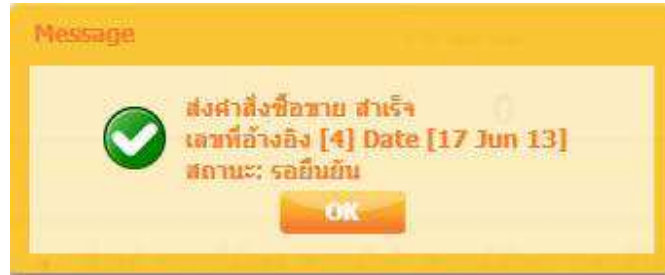 Message
ส่งคำสั่งซื้อขาย สำเร็จ
เลขที่อ้างอิง [4] Date [17 Jun 13]
สถานะ: รอยืนยัน
OK